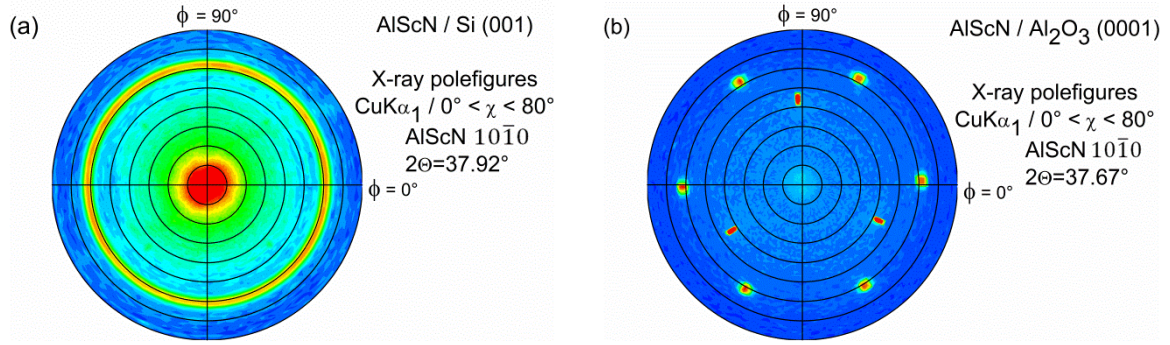 (a)
ϕ = 90°
AlScN / Si (001)
X-ray polefigures
CuKα₁ / 0° < χ < 80°
AlScN 101̄0
2Θ=37.92°
ϕ = 0°
(b)
ϕ = 90°
AlScN / Al₂O₃ (0001)
X-ray polefigures
CuKα₁ / 0° < χ < 80°
AlScN 101̄0
2Θ=37.67°
ϕ = 0°